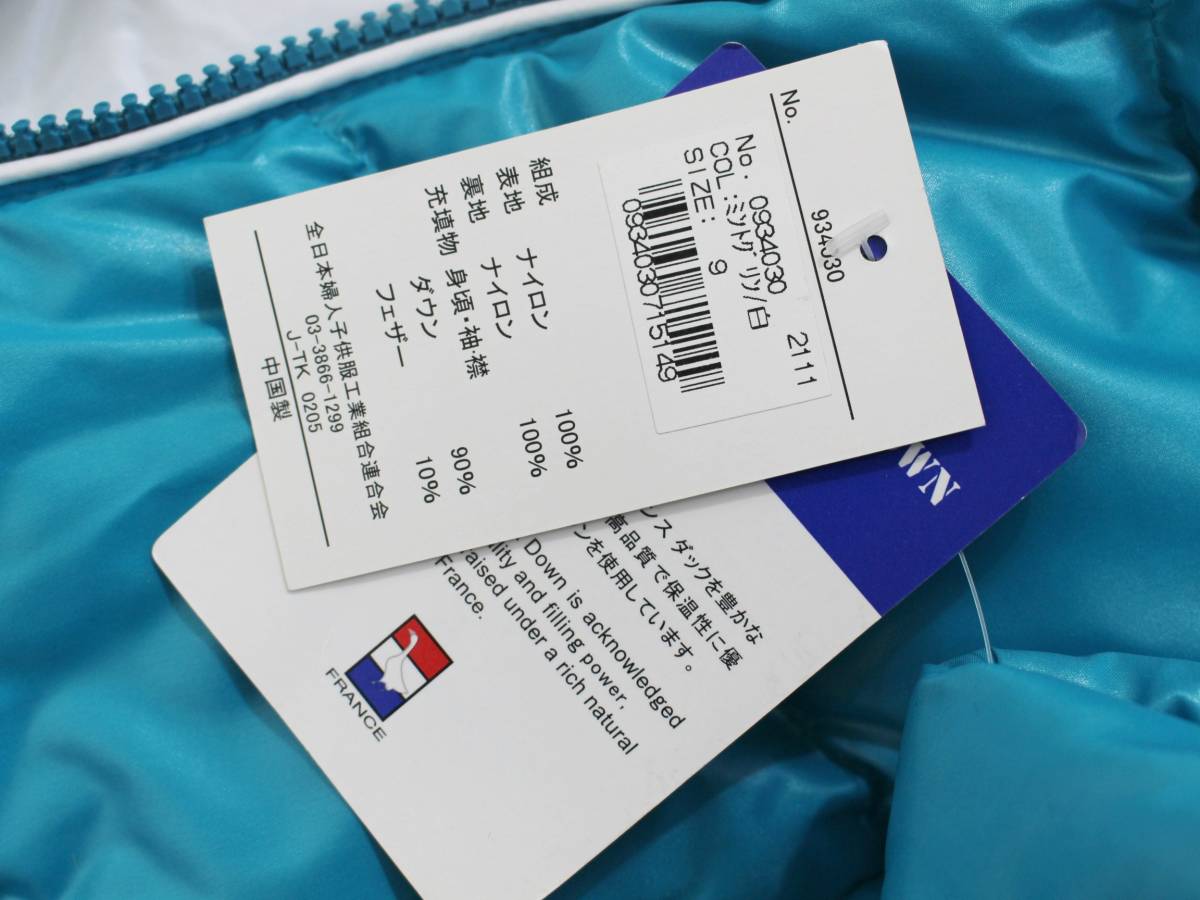 No. 934030
No. 0934030 2111
COL:ミントグリン/白
SIZE: 9
0934030715149
組成
表地 ナイロン 100%
裏地 ナイロン 100%
充填物 身頃・袖・襟
ダウン 90%
フェザー 10%
全日本婦人子供服工業組合連合会
03-3866-1299
J-TK 0205
中国製
WN
ンスダックを豊かな
高品質で保温性に優
ンを使用しています。
Down is acknowledged
lity and filling power,
raised under a rich natural
France.
FRANCE